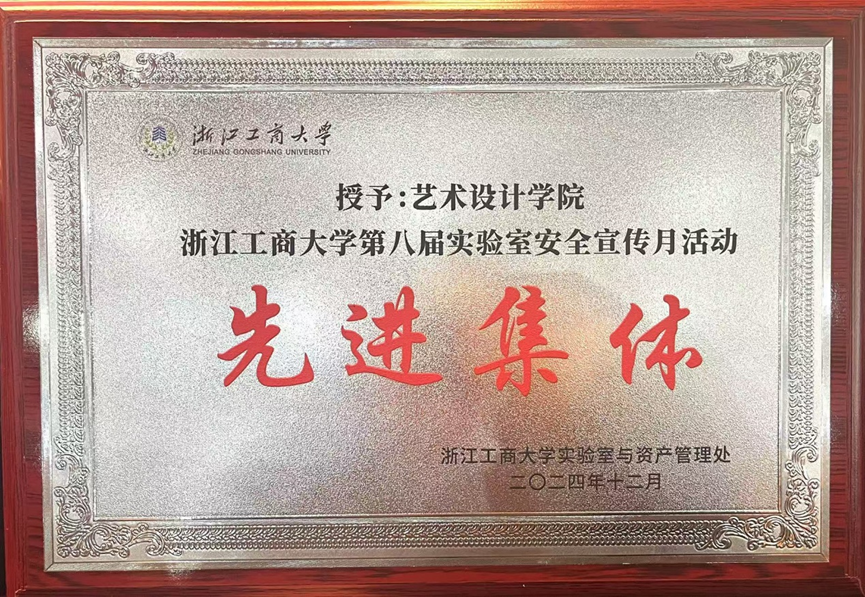 浙江工商大学
ZHEJIANG GONGSHANG UNIVERSITY
授予:艺术设计学院
浙江工商大学第八届实验室安全宣传月活动
先进集体
浙江工商大学实验室与资产管理处
二〇二四年十二月